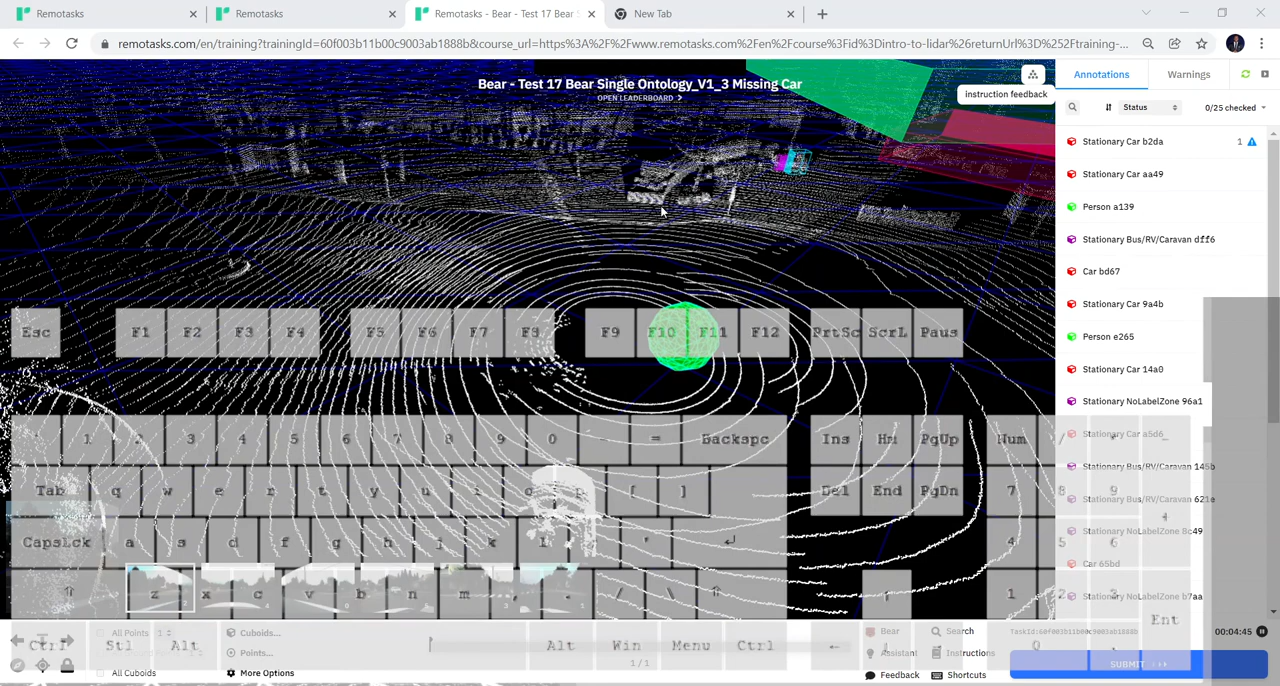 Remotasks
Remotasks
Remotasks - Bear - Test 17 Bear
New Tab
remotasks.com/en/training?trainingId=60f003b11b00c9003ab1888b&course_url=https%3A%2F%2Fwww.remotasks.com%2Fen%2Fcourse%3Fid%3Dintro-to-lidar%26returnUrl%3D%252Ftraining-...
Bear - Test 17 Bear Single Ontology_V1_3 Missing Car
OPEN LEADERBOARD
instruction feedback
Annotations
Warnings
Status
0/25 checked
Stationary Car b2da
1
Stationary Car aa49
Person a139
Stationary Bus/RV/Caravan dff6
Car bd67
Stationary Car 9a4b
Person e265
Stationary Car 14a0
Stationary NoLabelZone 96a1
Stationary Car a5d6
Stationary Bus/RV/Caravan 145b
Stationary Bus/RV/Caravan 621e
Stationary NoLabelZone 8c49
Car 65bd
Stationary NoLabelZone b7aa
Esc F1 F2 F3 F4 F5 F6 F7 F8 F9 F10 F11 F12 PrtSc ScrL Paus
1 2 3 4 5 6 7 8 9 0 - = Backspc Ins Hm PgUp Num /
Tab q w e r t y u i o p [ ] Del End PgDn 7 8 9
CapsLck a s d f g h j k l ' 4 5 6
z x c v b n m , . / \ 1 2 3 Ent
Ctrl Stl Alt Alt Win Menu Ctrl
All Points 1
Cuboids...
Points...
All Cuboids
More Options
1/1
Bear
Search
Assistant
Instructions
Feedback
Shortcuts
00:04:45
SUBMIT >>>